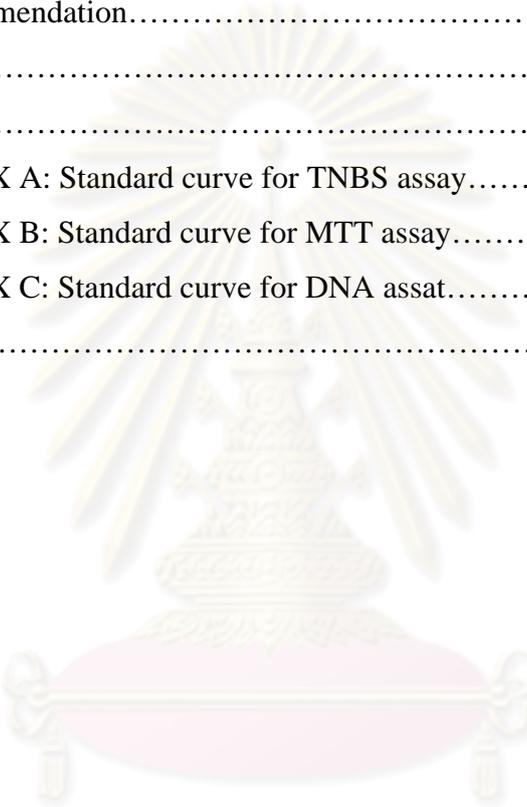 mendation……………………………………
……………………………………………………
……………………………………………………
X A: Standard curve for TNBS assay……
X B: Standard curve for MTT assay………
X C: Standard curve for DNA assat………
……………………………………………………